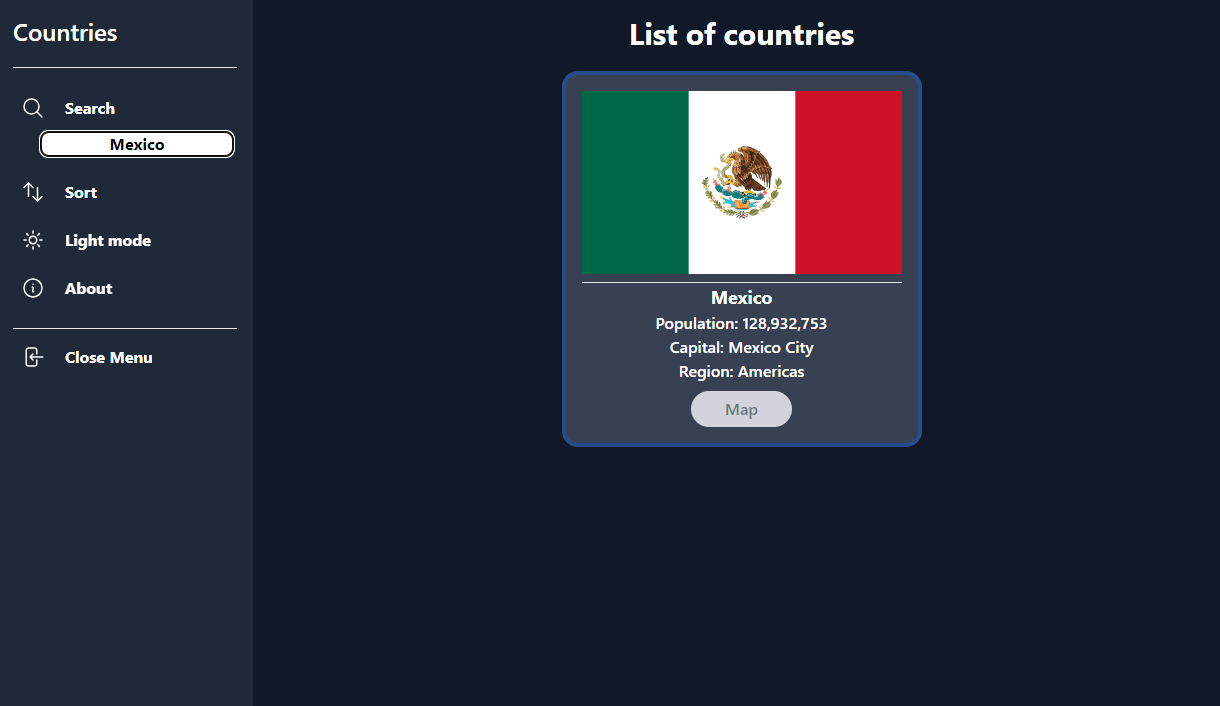 Countries
Search
Mexico
Sort
Light mode
About
Close Menu
List of countries
Mexico
Population: 128,932,753
Capital: Mexico City
Region: Americas
Map